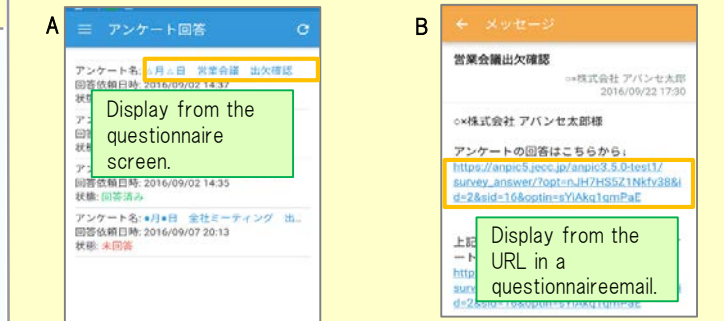 A
アンケート回答
アンケート名: △月△日 営業会議 出欠確認
回答依頼日時: 2016/09/02 14:37
Display from the
questionnaire
screen.
回答依頼日時: 2016/09/02 14:35
状態: 回答済み
アンケート名: ●月●日 全社ミーティング 出...
回答依頼日時: 2016/09/07 20:13
状態: 未回答
B
メッセージ
営業会議出欠確認
○×株式会社 アバンセ太郎
2016/09/22 17:30
○×株式会社 アバンセ太郎様
アンケートの回答はこちらから↓
https://anpic5.jecc.jp/anpic3.5.0-test1/
survey_answer/?opt=nJH7HS5Z1Nkfv38&i
d=2&sid=16&optin=sYiAkq1qmPaE
上記
Display from the
URL in a
questionnaireemail.
http
d=2&sid=16&optin=sYiAkq1qmPaE